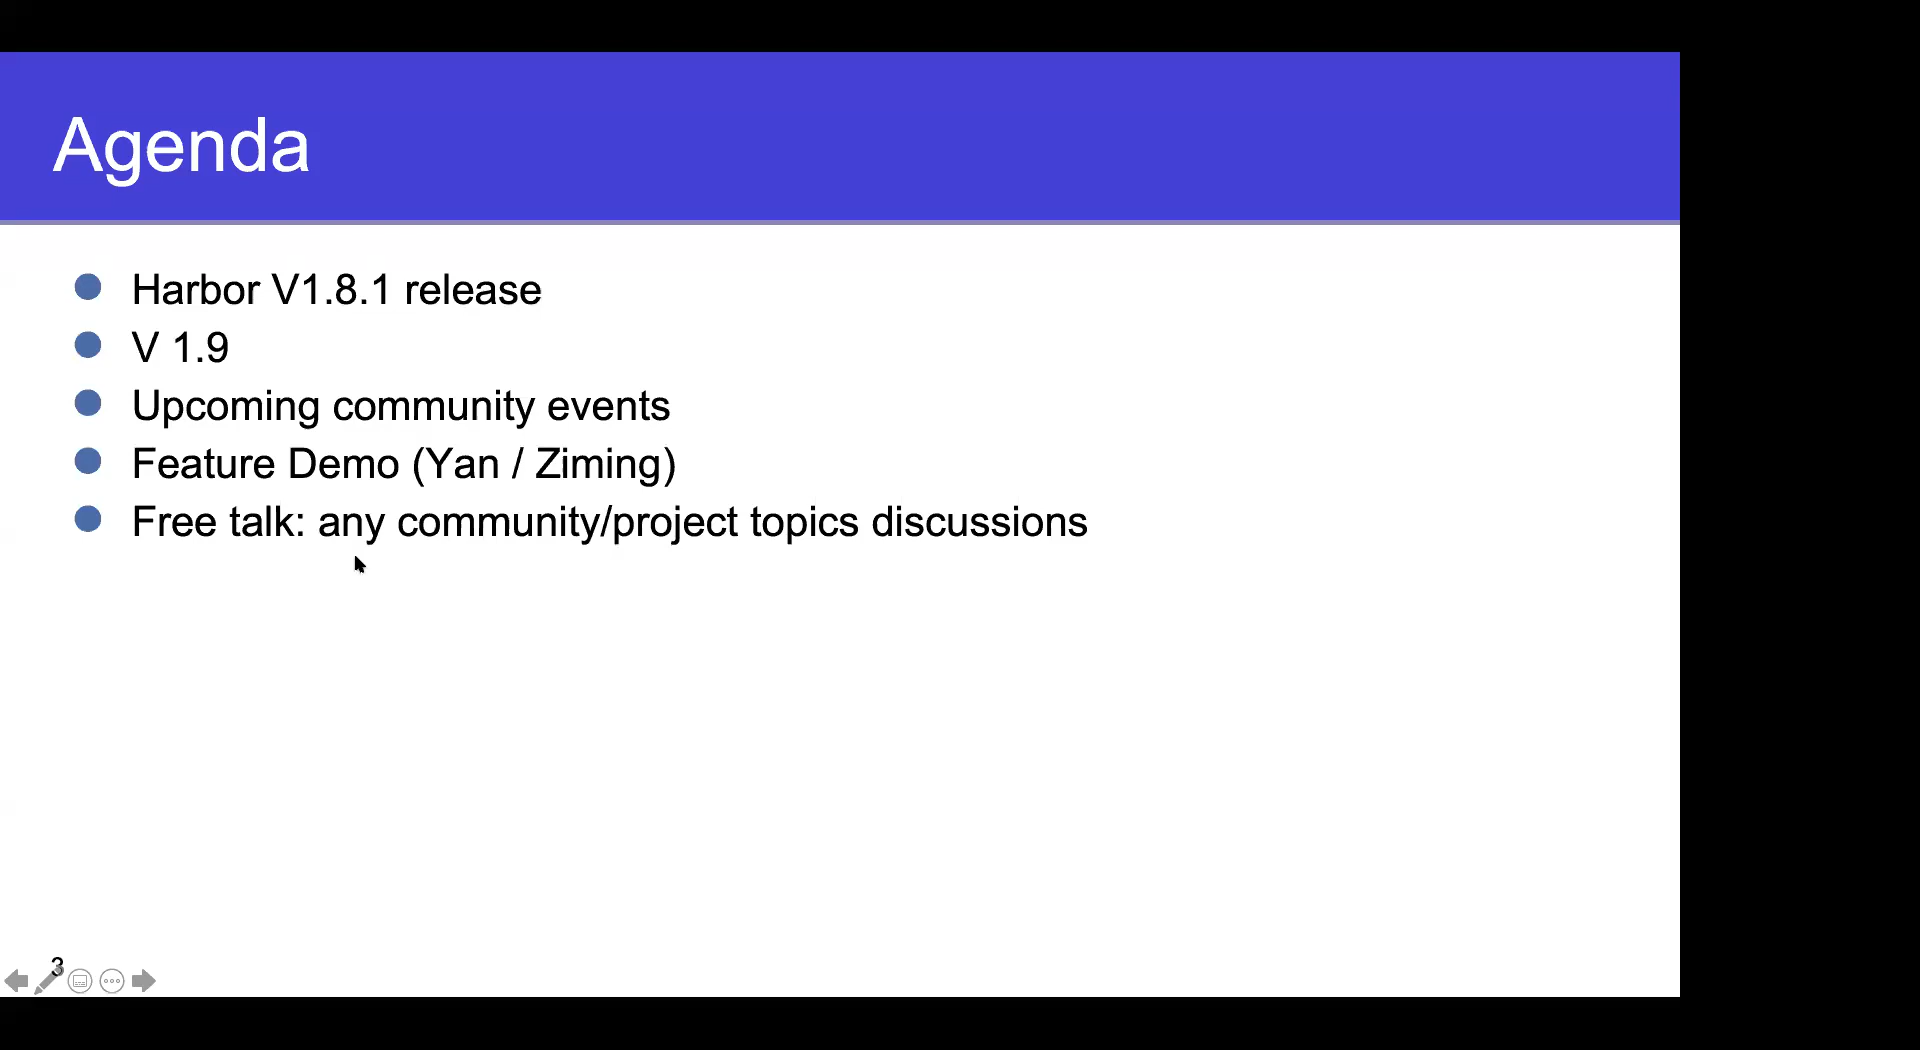 Agenda
Harbor V1.8.1 release
V 1.9
Upcoming community events
Feature Demo (Yan / Ziming)
Free talk: any community/project topics discussions
3